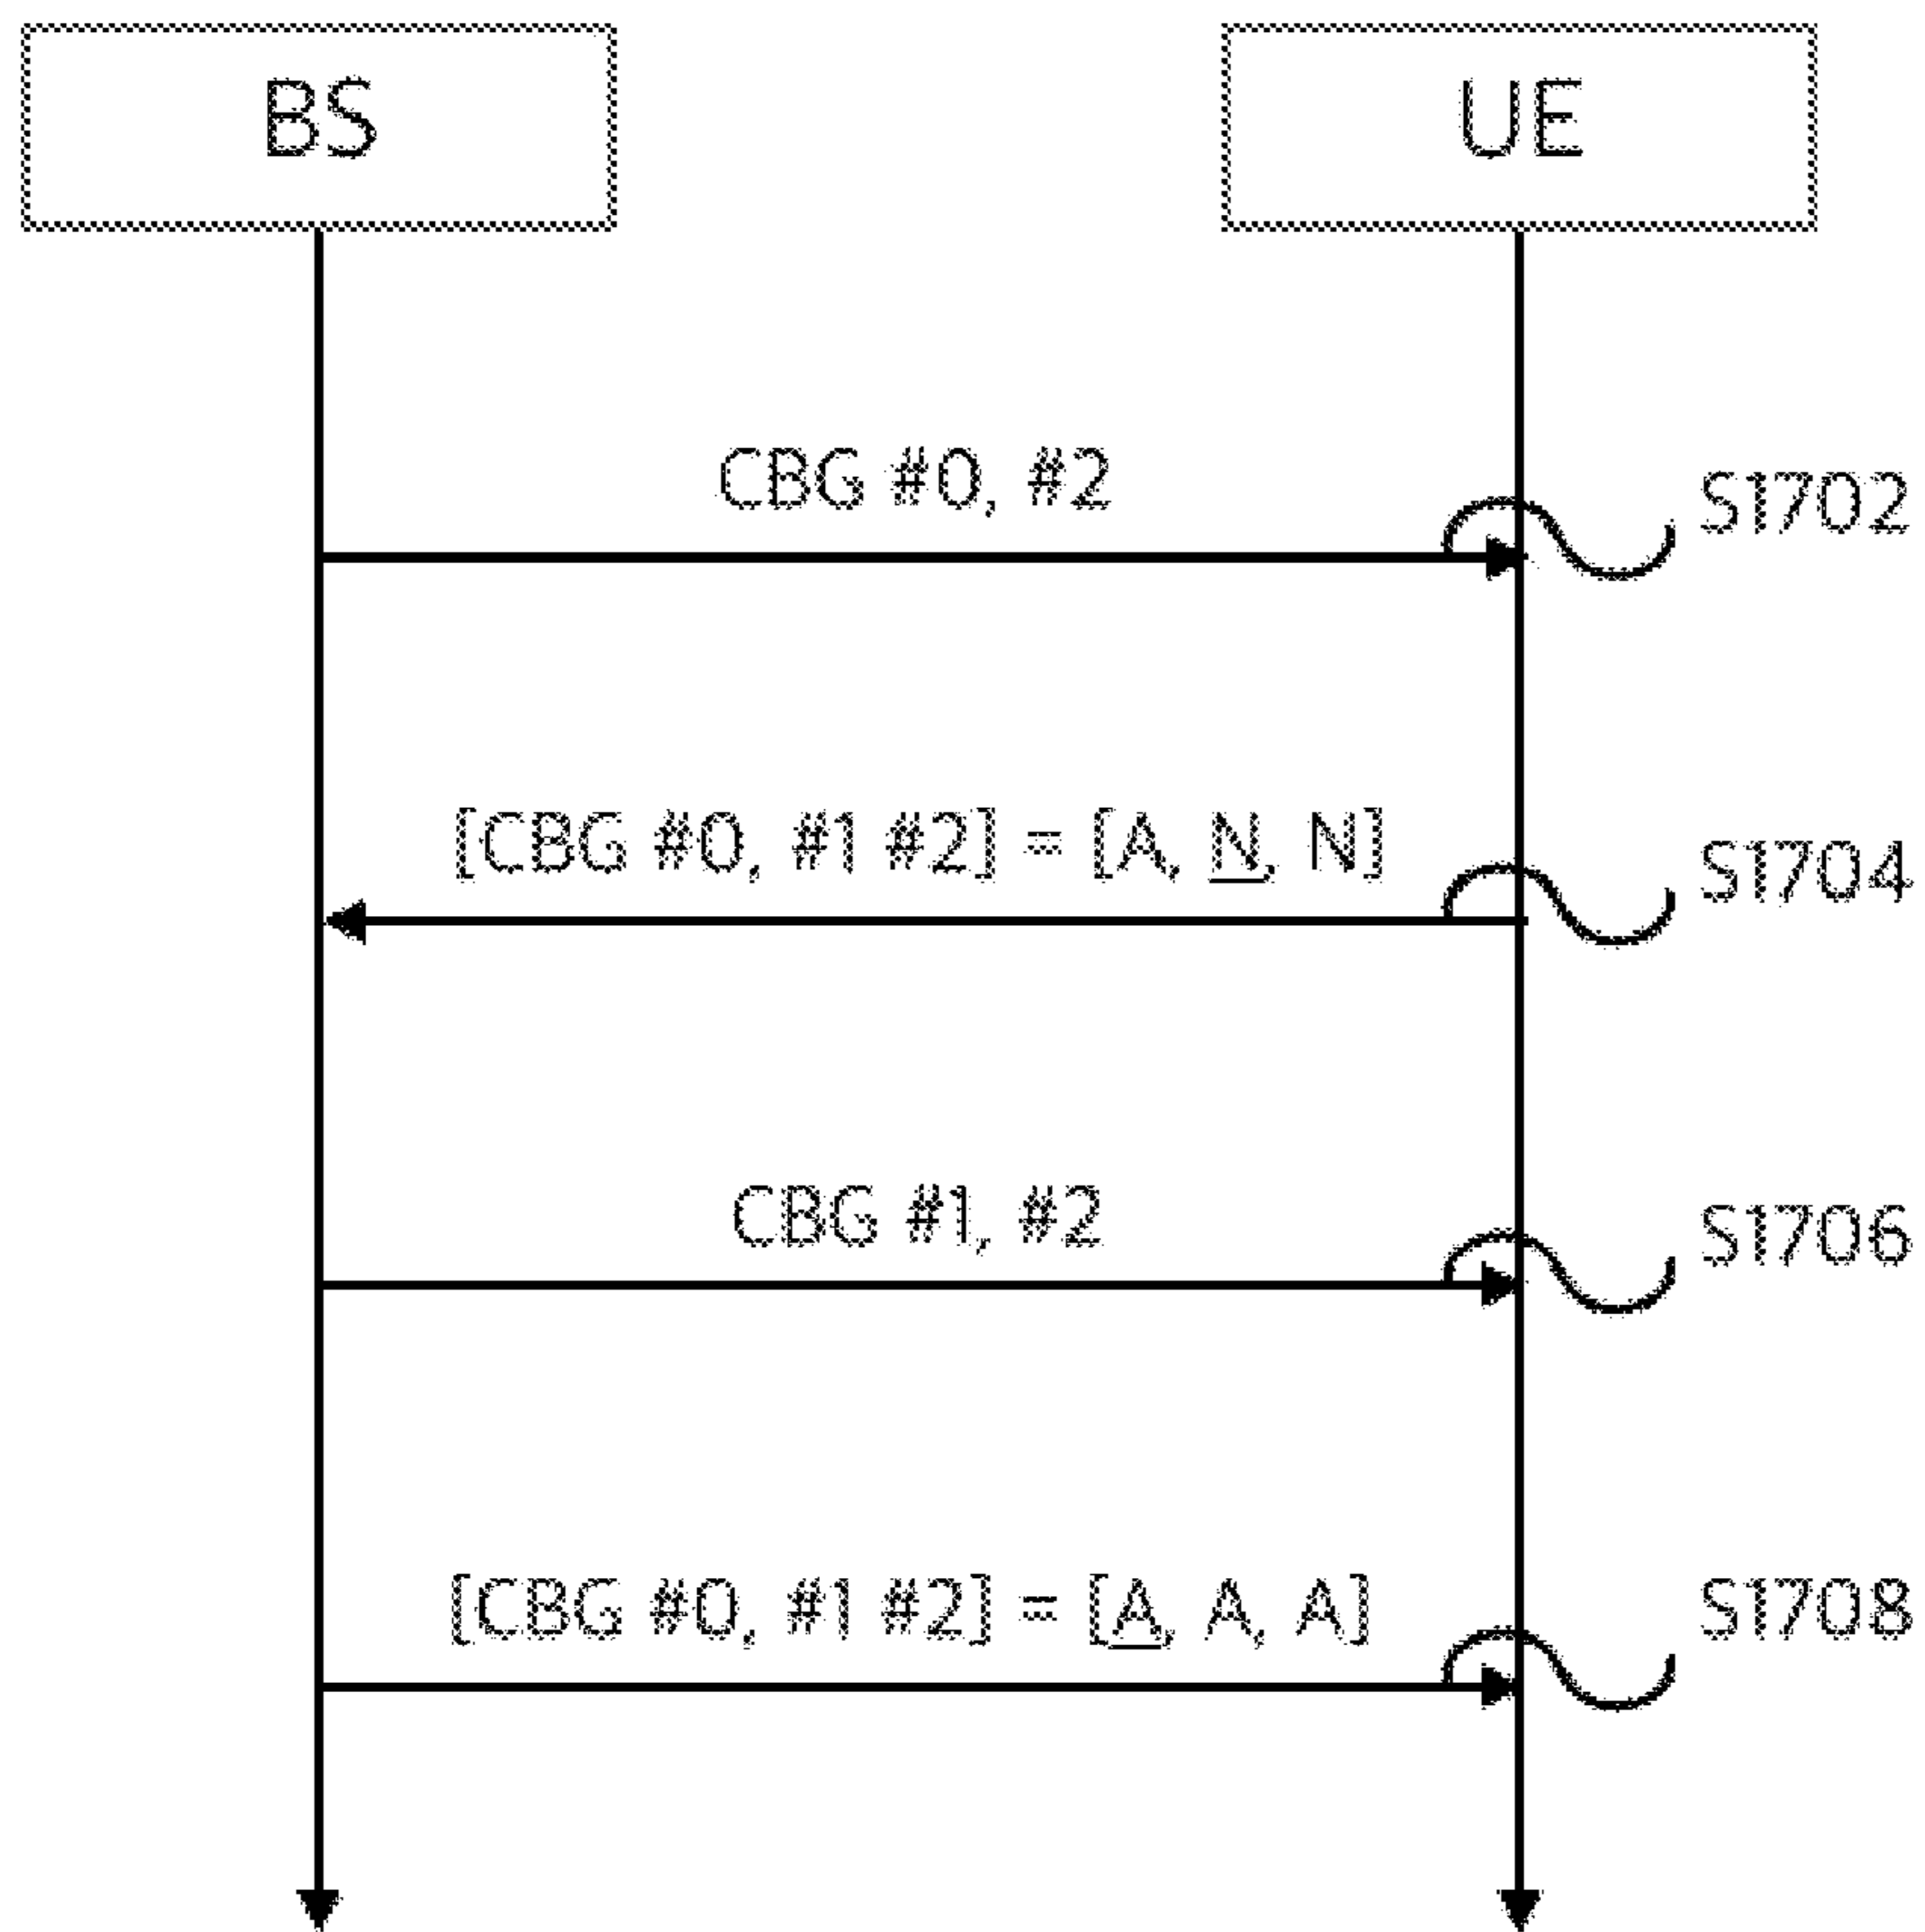 BS
UE
CBG #0, #2
S1702
[CBG #0, #1 #2] = [A, N, N]
S1704
CBG #1, #2
S1706
[CBG #0, #1 #2] = [A, A, A]
S1708